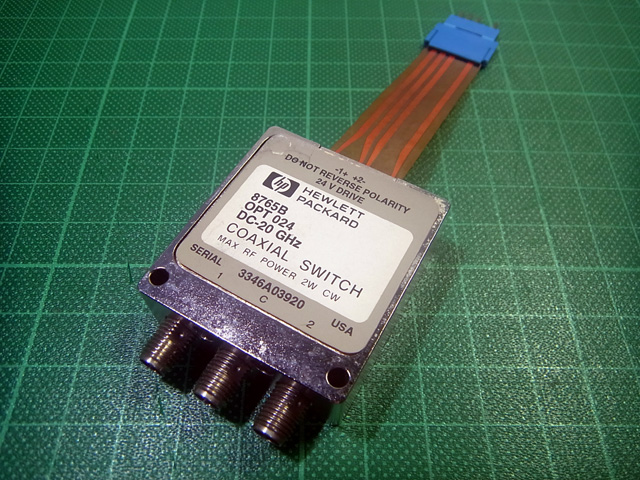 -1+ +2-
DO NOT REVERSE POLARITY
24 V DRIVE
hp HEWLETT
PACKARD
8765B
OPT 024
DC-20 GHz
COAXIAL SWITCH
MAX RF POWER 2W CW
SERIAL 3346A03920 USA
1 C 2